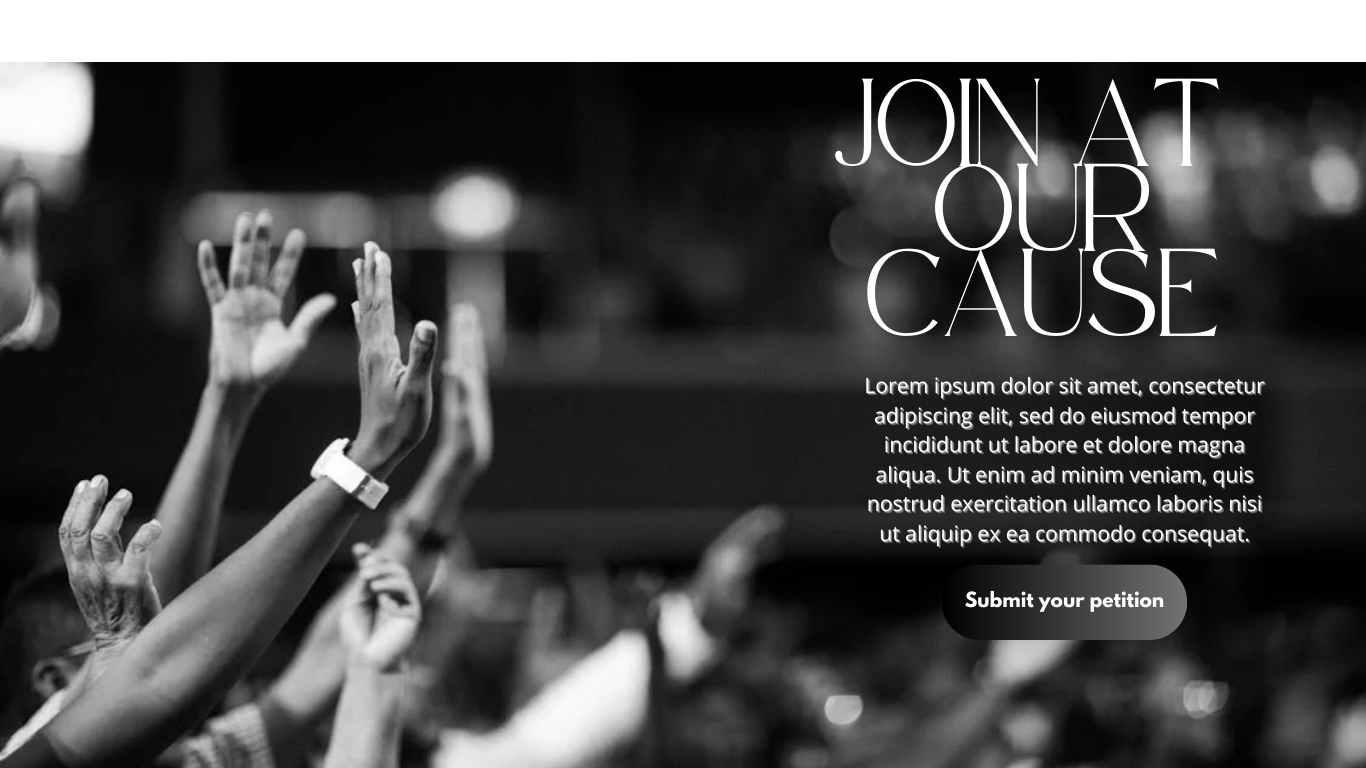 JOIN AT
OUR
CAUSE
Lorem ipsum dolor sit amet, consectetur
adipiscing elit, sed do eiusmod tempor
incididunt ut labore et dolore magna
aliqua. Ut enim ad minim veniam, quis
nostrud exercitation ullamco laboris nisi
ut aliquip ex ea commodo consequat.
Submit your petition